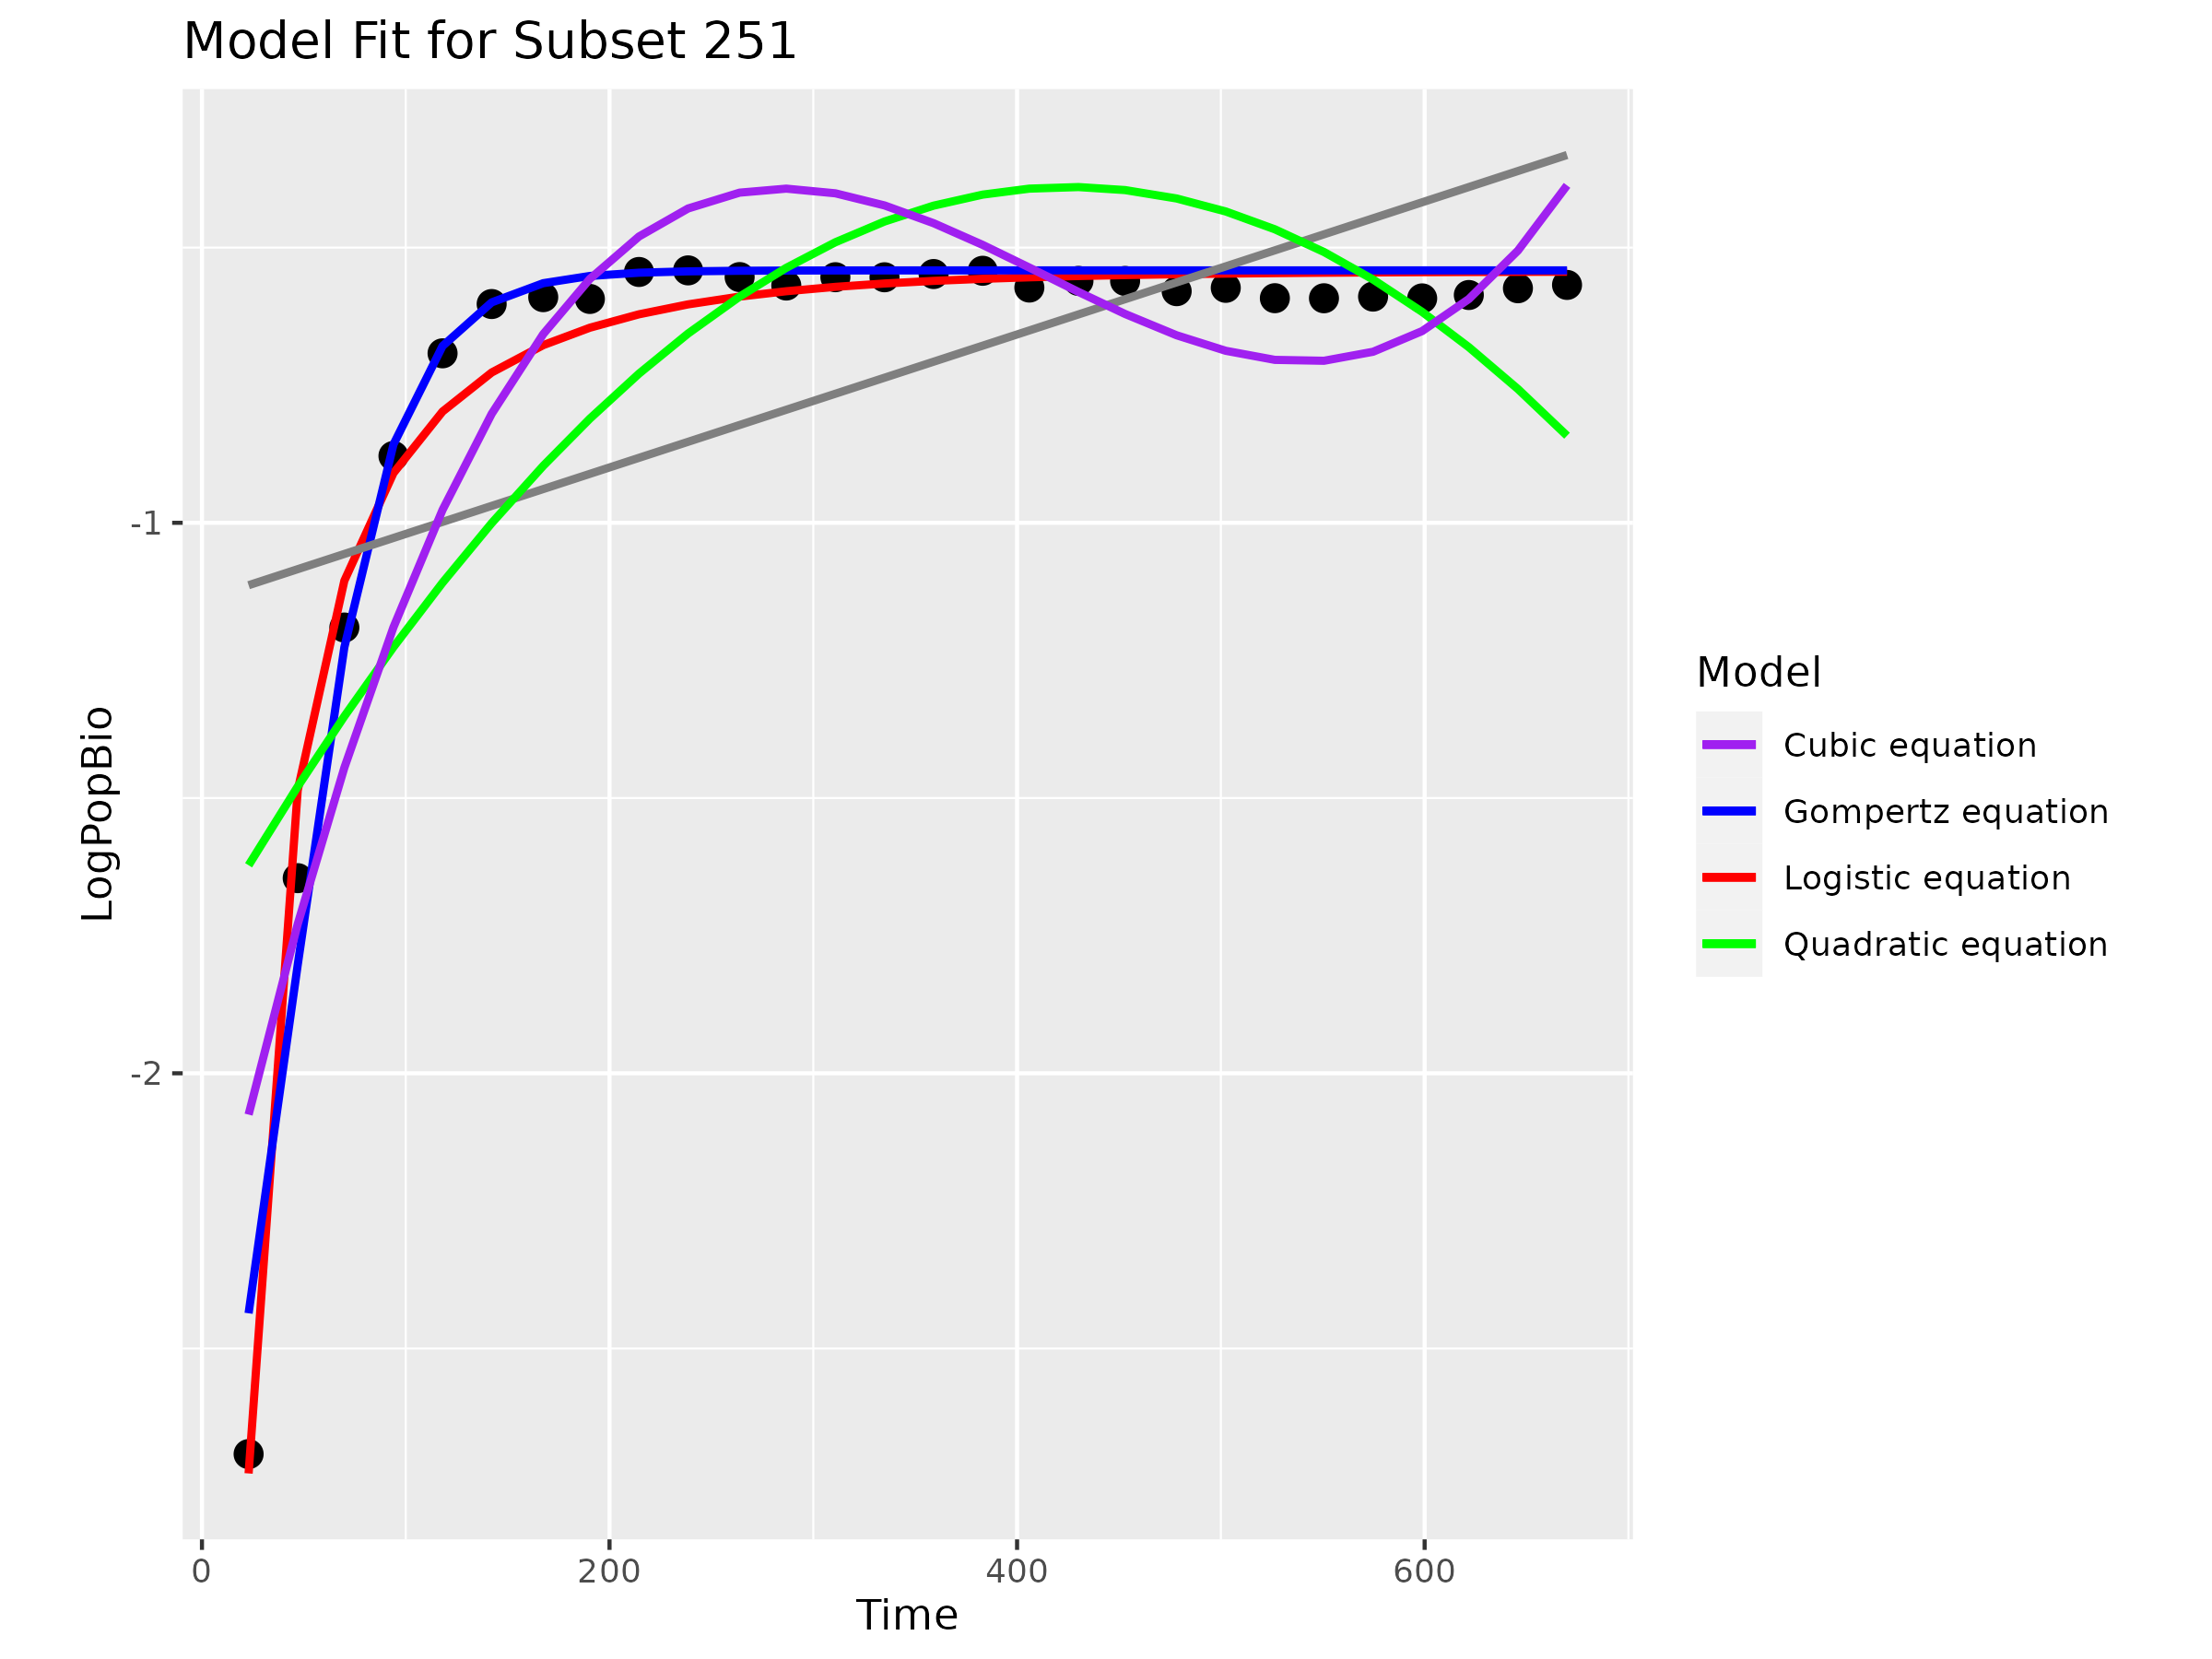 Model Fit for Subset 251
LogPopBio
-1
-2
0
200
400
600
Time
Model
Cubic equation
Gompertz equation
Logistic equation
Quadratic equation